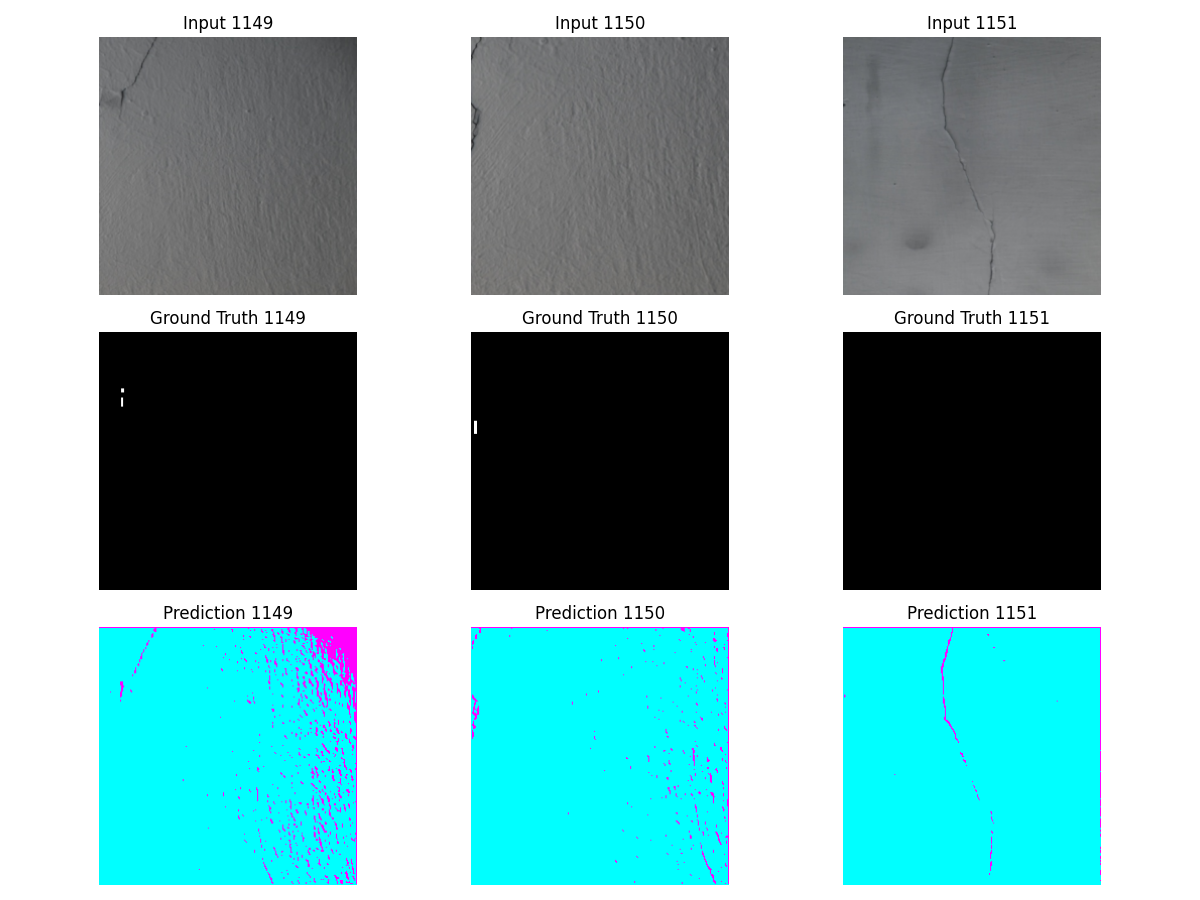 Input 1149
Input 1150
Input 1151
Ground Truth 1149
Ground Truth 1150
Ground Truth 1151
Prediction 1149
Prediction 1150
Prediction 1151